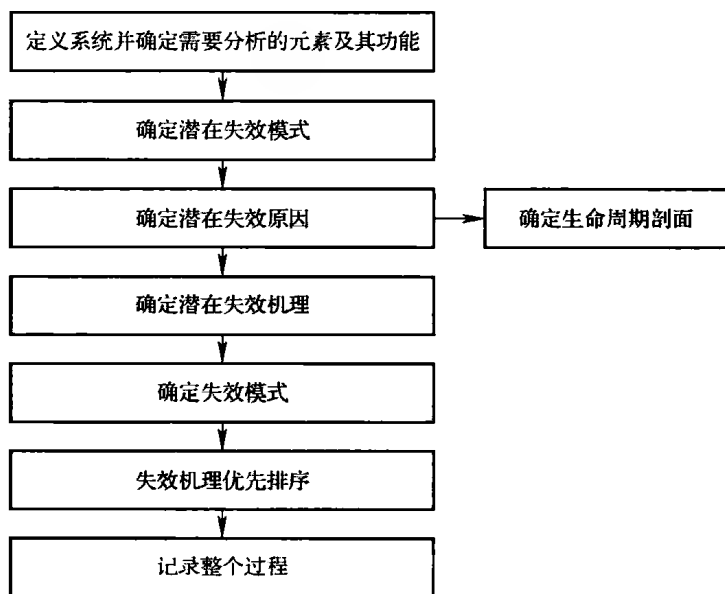 定义系统并确定需要分析的元素及其功能
确定潜在失效模式
确定潜在失效原因
确定生命周期剖面
确定潜在失效机理
确定失效模式
失效机理优先排序
记录整个过程